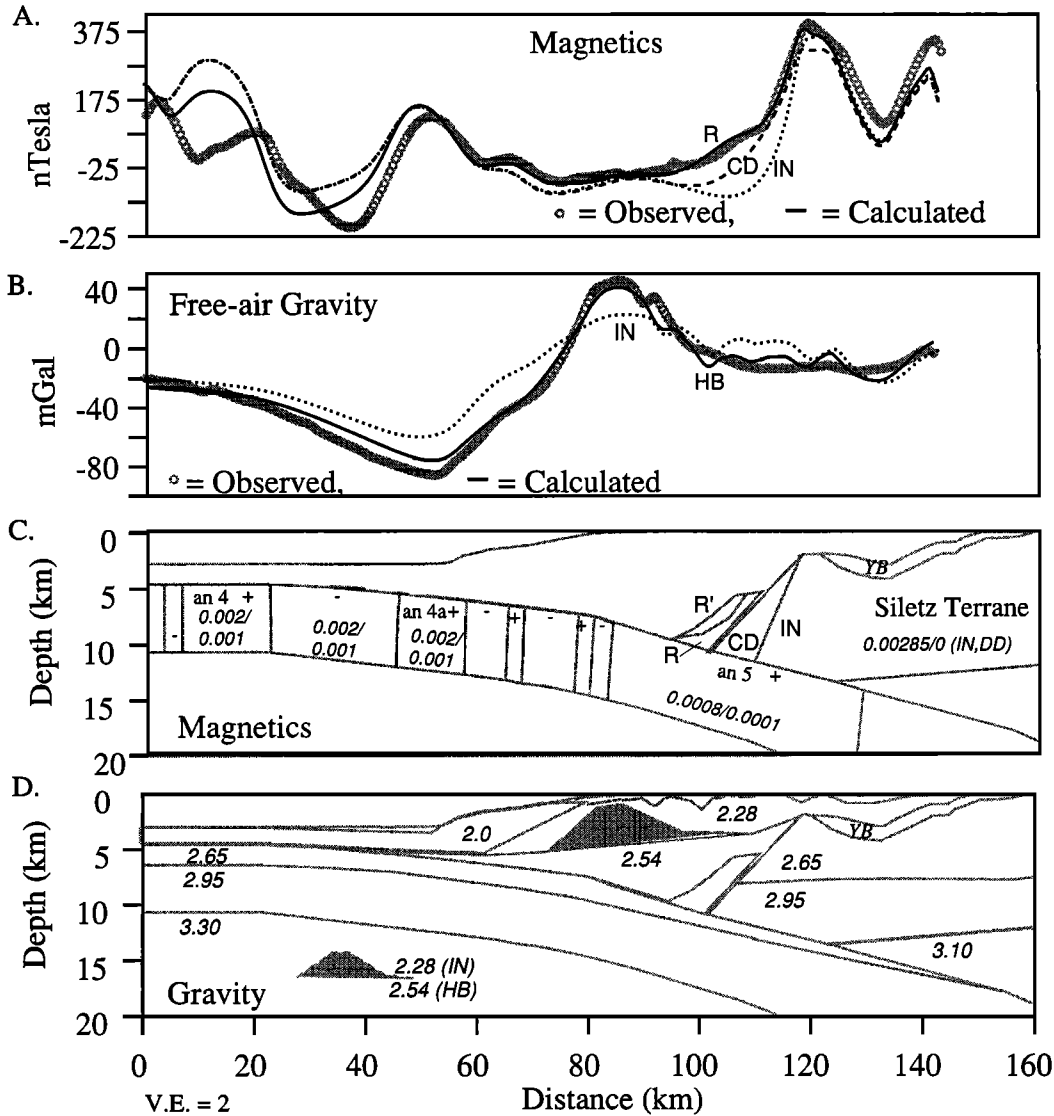 A.
Magnetics
375
175
-25
-225
nTesla
R
CD
IN
= Observed, — = Calculated
B.
Free-air Gravity
40
0
-40
-80
mGal
IN
HB
= Observed, — = Calculated
C.
0
5
10
15
20
Depth (km)
an 4 +
0.002/
0.001
-
-
0.002/
0.001
an 4a+
0.002/
0.001
-
+
-
+
-
R'
R
CD
IN
YB
Siletz Terrane
0.00285/0 (IN,DD)
an 5 +
0.0008/0.0001
Magnetics
D.
0
5
10
15
20
Depth (km)
2.0
2.28
2.54
YB
2.65
2.65
2.95
2.95
3.30
3.10
2.28 (IN)
2.54 (HB)
Gravity
0 20 40 60 80 100 120 140 160
V.E. = 2
Distance (km)